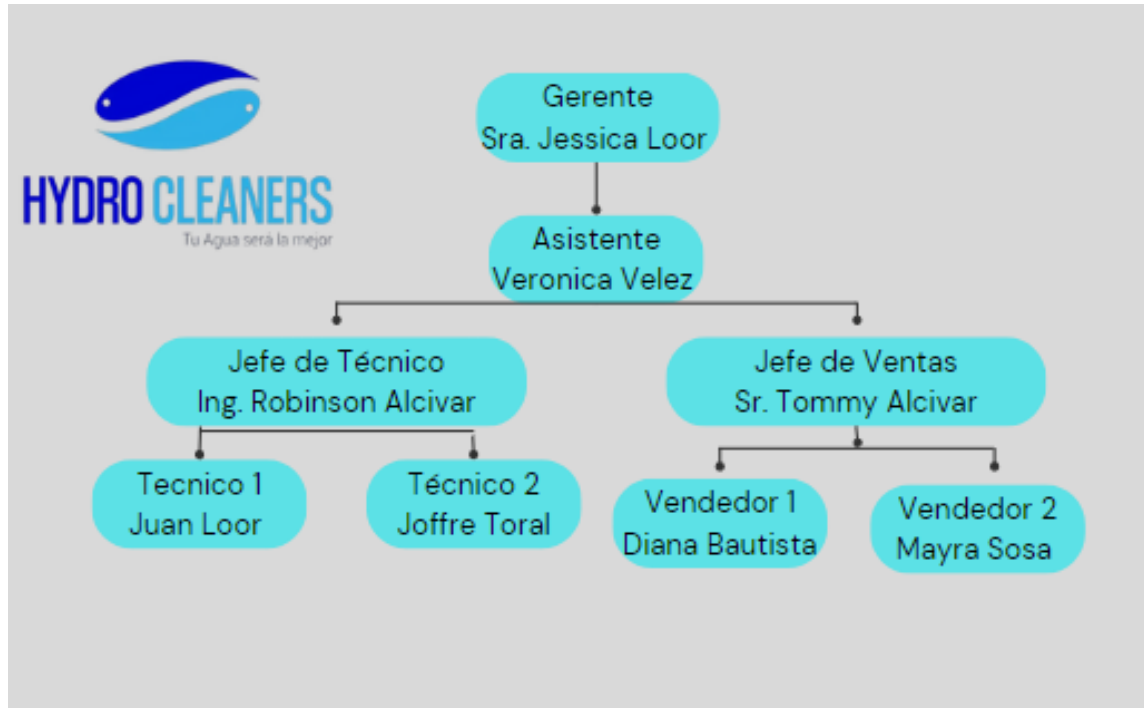 HYDRO CLEANERS
Tu Agua será la mejor
Gerente
Sra. Jessica Loor
Asistente
Veronica Velez
Jefe de Técnico
Ing. Robinson Alcivar
Jefe de Ventas
Sr. Tommy Alcivar
Tecnico 1
Juan Loor
Técnico 2
Joffre Toral
Vendedor 1
Diana Bautista
Vendedor 2
Mayra Sosa